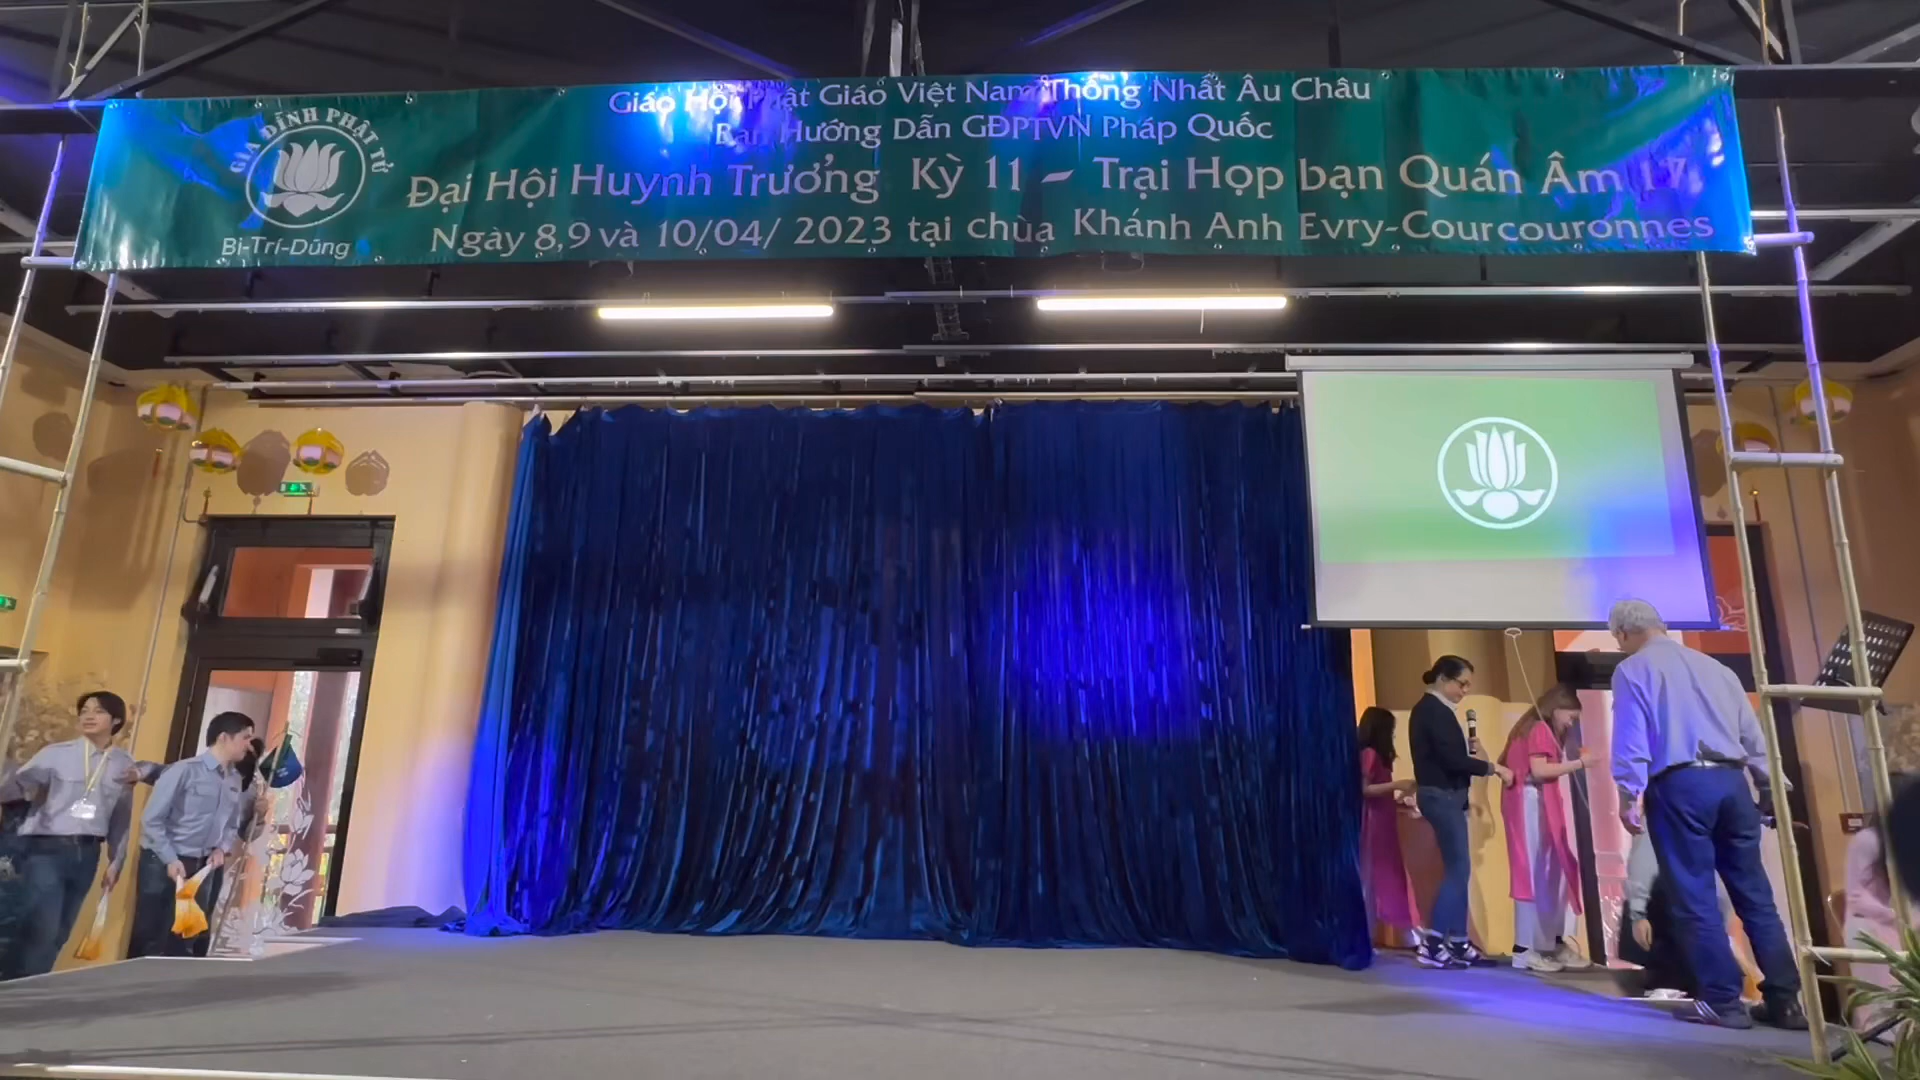 Giáo Hội Phật Giáo Việt Nam Thống Nhất Âu Châu
Ban Hướng Dẫn GĐPTVN Pháp Quốc
GIA ĐÌNH PHẬT TỬ
Đại Hội Huynh Trưởng Kỳ 11 - Trại Họp bạn Quán Âm 17
Bi-Trí-Dũng
Ngày 8,9 và 10/04/ 2023 tại chùa Khánh Anh Evry-Courcouronnes